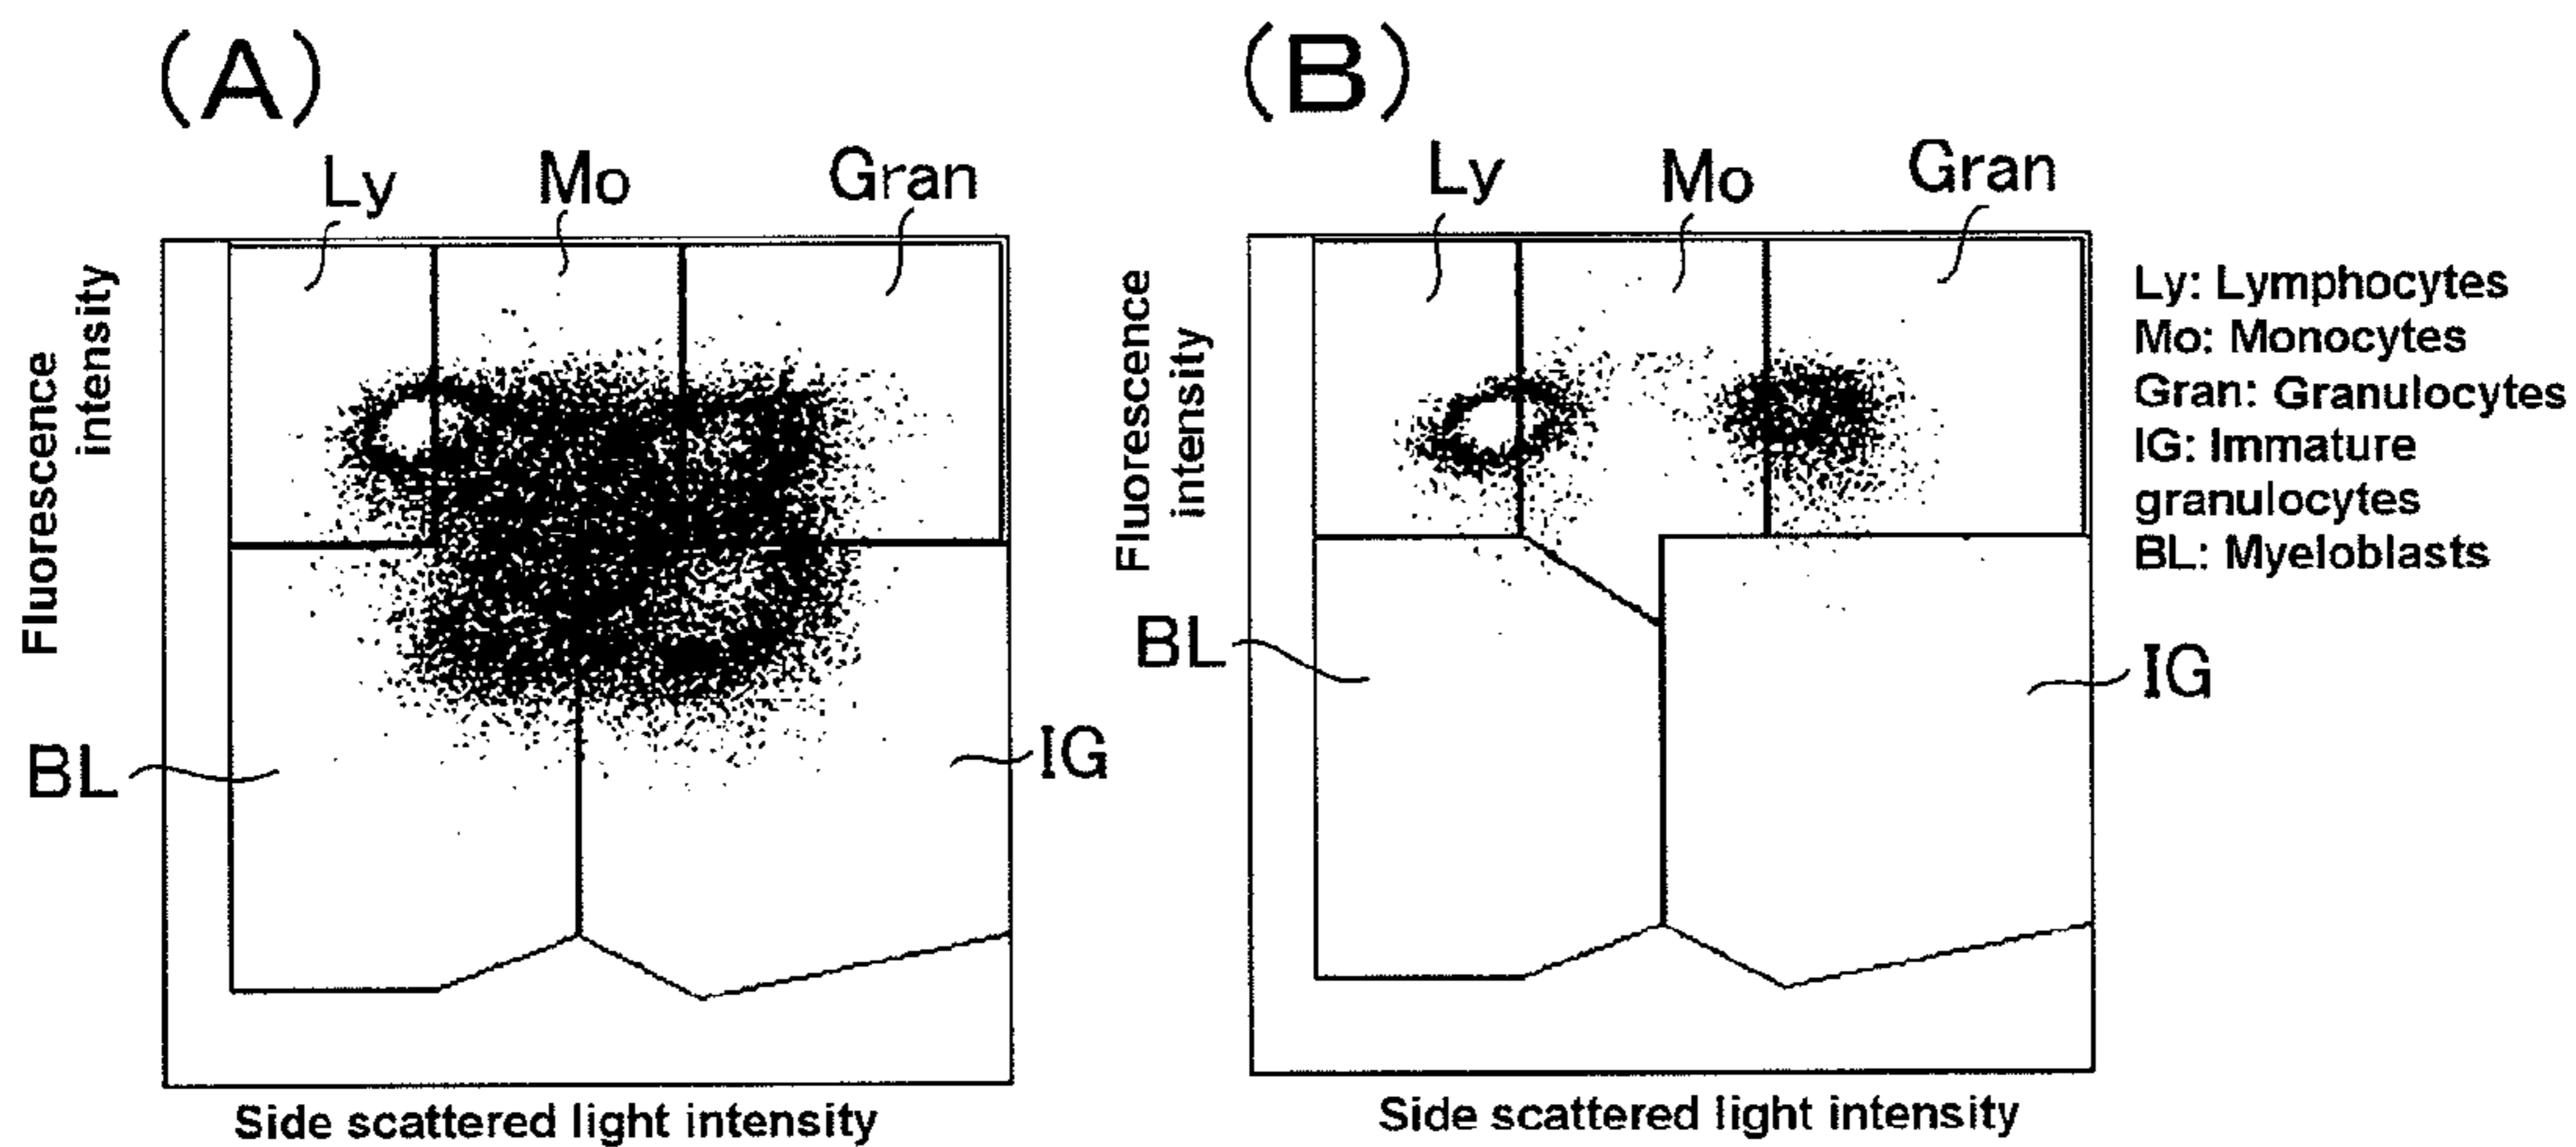 (A)
Ly
Mo
Gran
Fluorescence
intensity
BL
IG
Side scattered light intensity
(B)
Ly
Mo
Gran
Fluorescence
intensity
BL
IG
Side scattered light intensity
Ly: Lymphocytes
Mo: Monocytes
Gran: Granulocytes
IG: Immature
granulocytes
BL: Myeloblasts